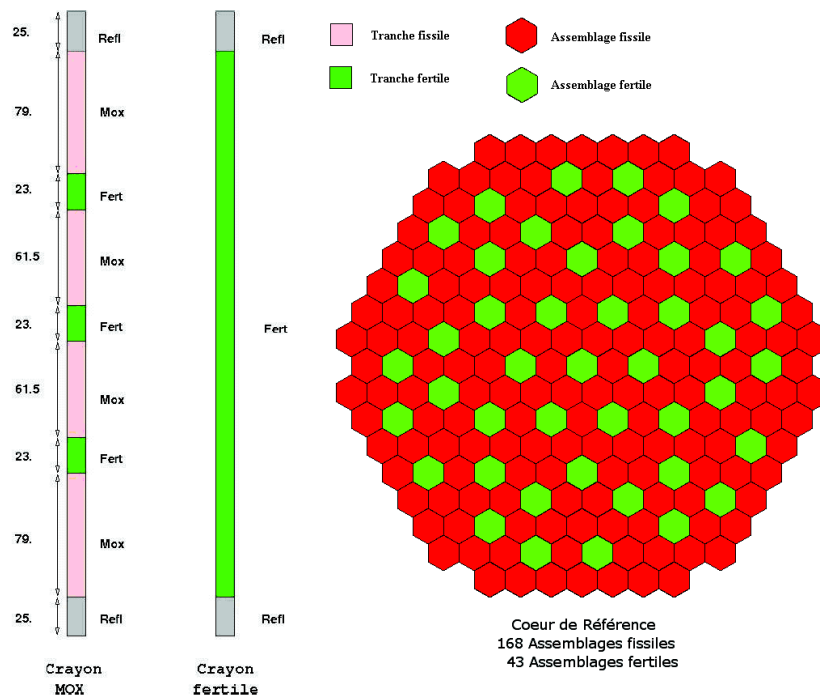 25.
Refl
79.
Mox
23.
Fert
61.5
Mox
23.
Fert
61.5
Mox
23.
Fert
79.
Mox
25.
Refl
Crayon
MOX
Refl
Fert
Refl
Crayon
fertile
Tranche fissile
Tranche fertile
Assemblage fissile
Assemblage fertile
Coeur de Référence
168 Assemblages fissiles
43 Assemblages fertiles